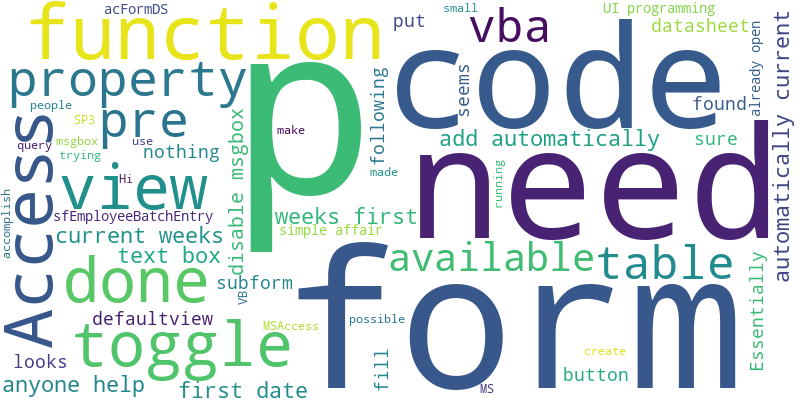 acFormDS
function
p
code
need
form
put
vba
small
UI programming
datasheet
already open
automatically current
property
people
pre
SP3
seems
found
following
make
Access
query
msgbox
trying
use
nothing
disable msgbox
add automatically
sure
made
running
Hi
view
accomplish
sfEmployeeBatchEntry
weeks first
simple affair
current weeks
text box
available
table
Essentially
done
subform
VB
defaultview
MSAccess
possible
toggle
looks
create
fill
button
anyone help
first date
MS